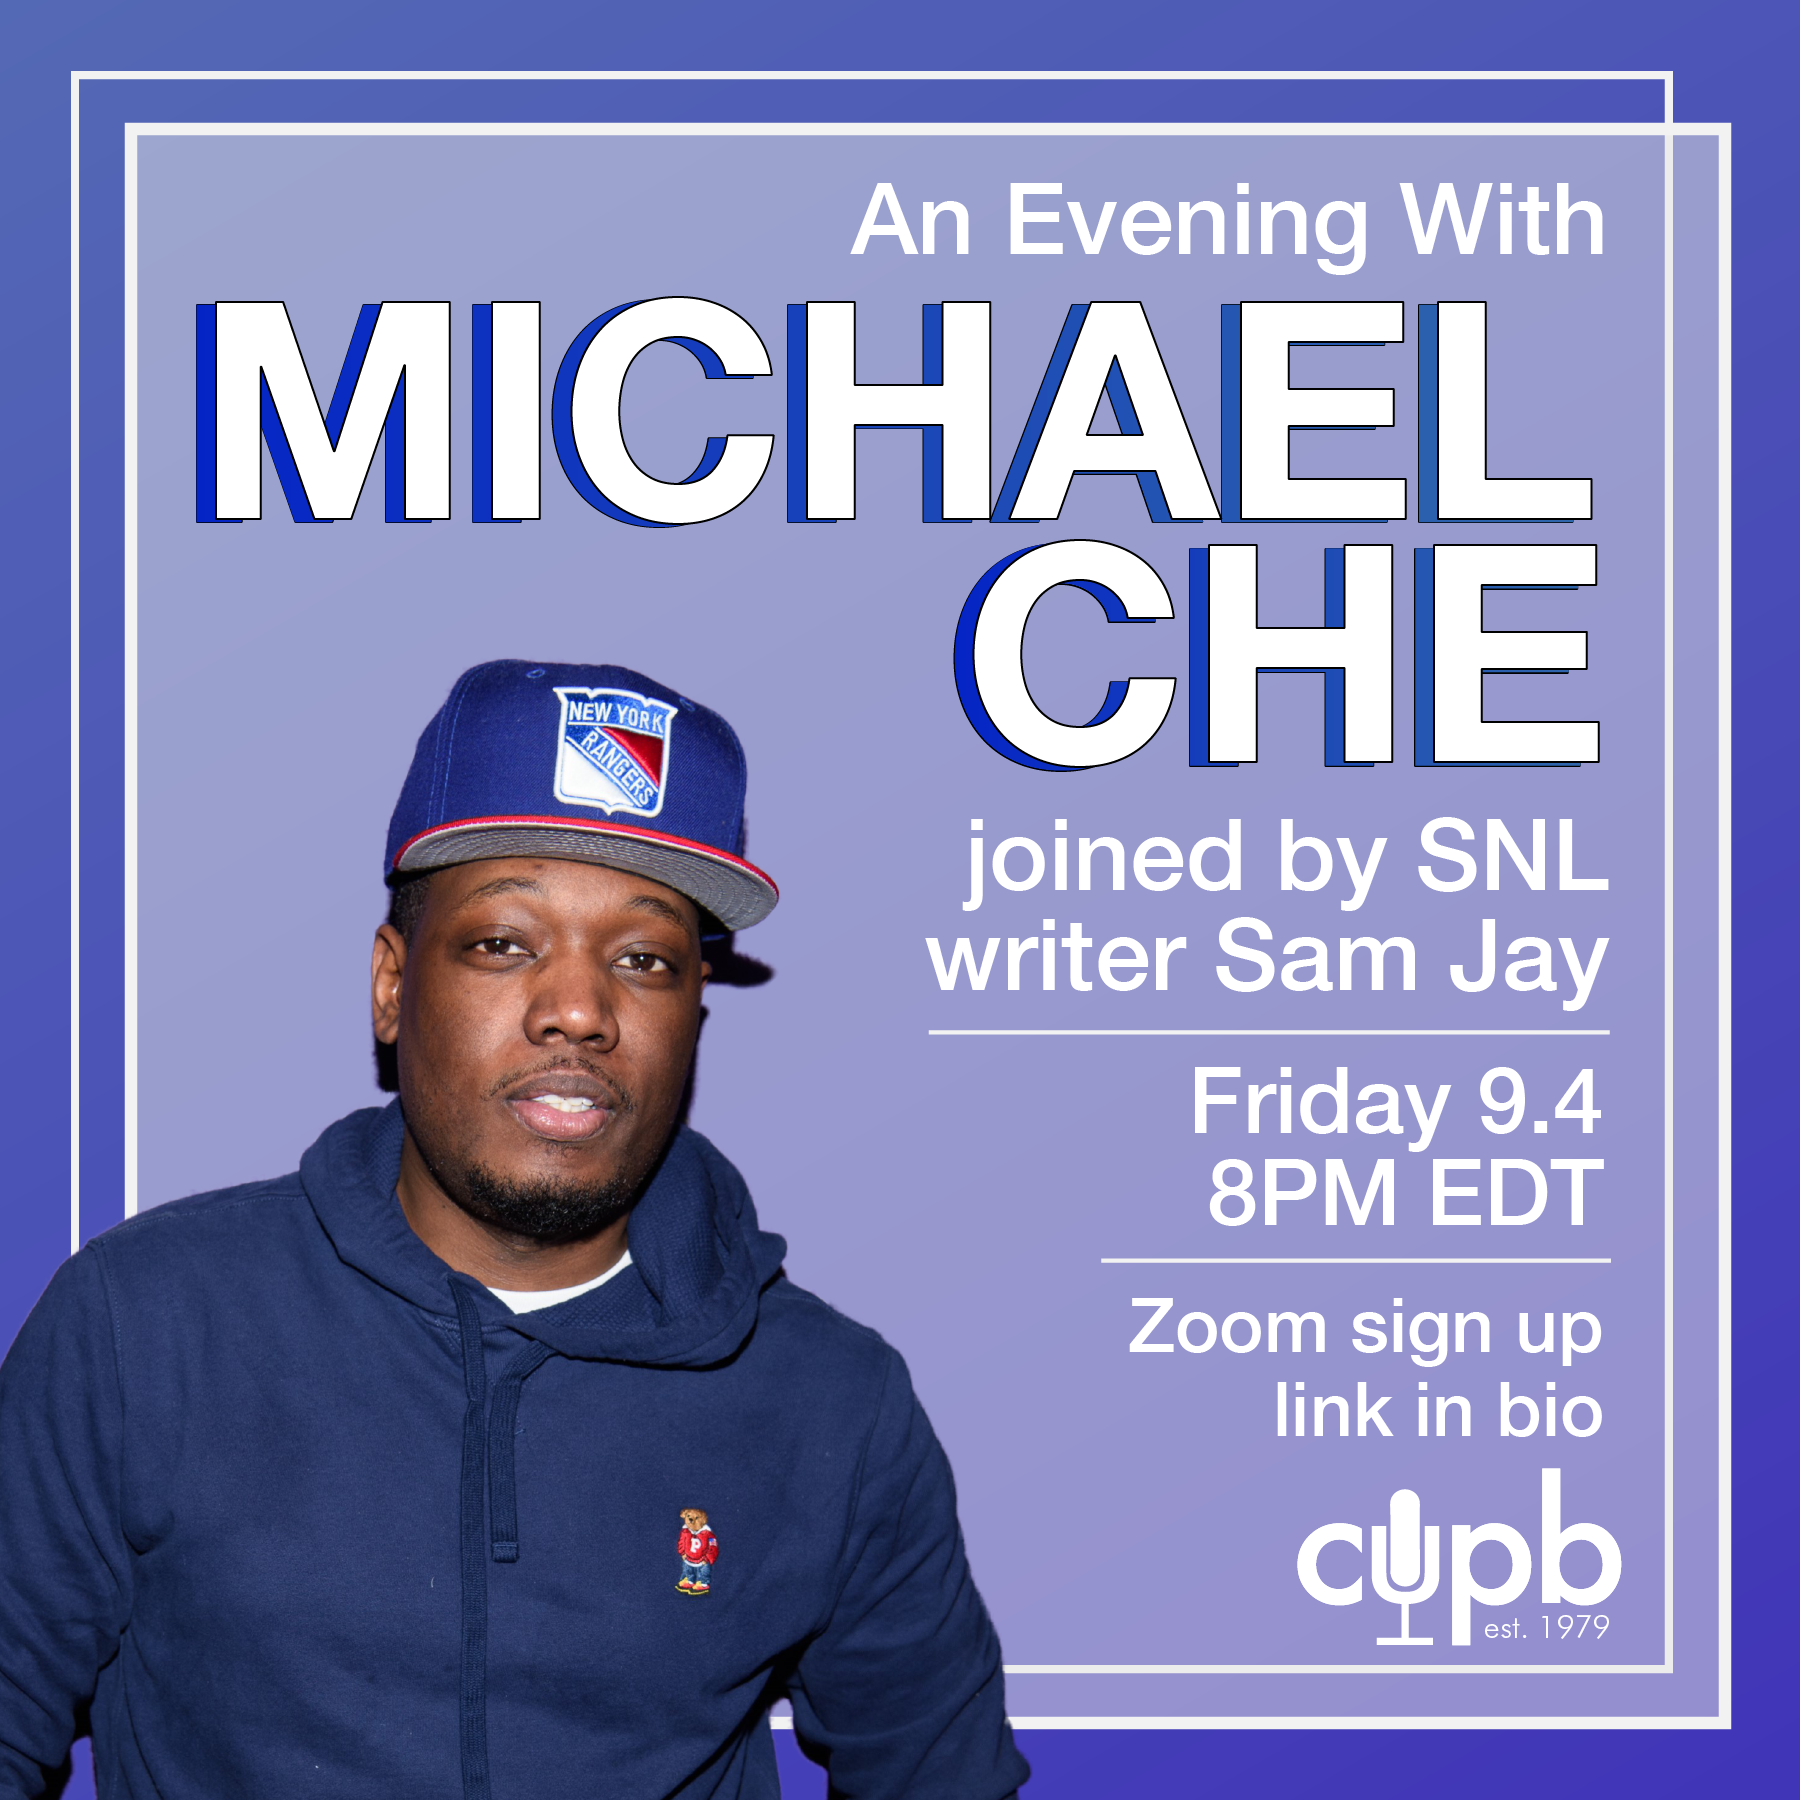 An Evening With
MICHAEL
CHE
joined by SNL
writer Sam Jay
Friday 9.4
8PM EDT
Zoom sign up
link in bio
cupb
est. 1979
NEW YORK
RANGERS
P